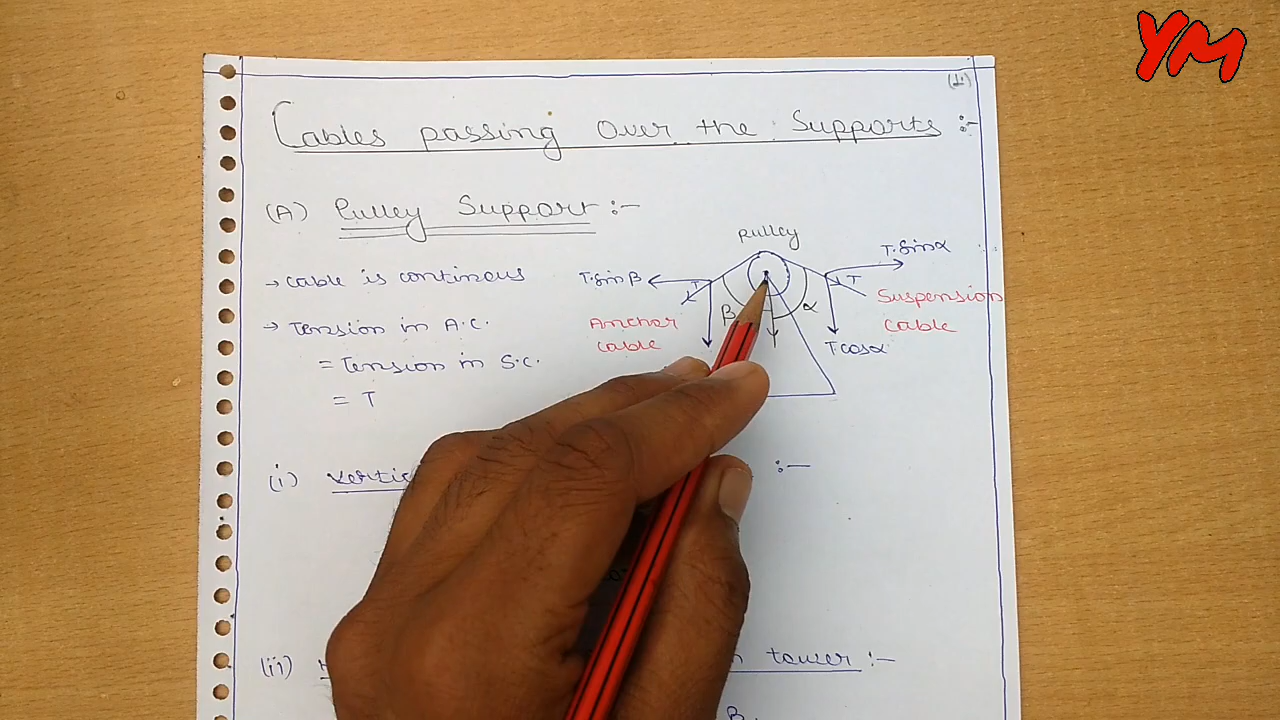 YM
(1)
Cables passing over the Supports :-
(A) Pulley Support :-
Pulley
T.sinα
→ cable is continous
T.sinβ
T
T
Suspension
cable
β
α
→ Tension in A.C.
Anchor
cable
Tcosα
= Tension in S.C.
= T
(i) :-
(ii) tower :-